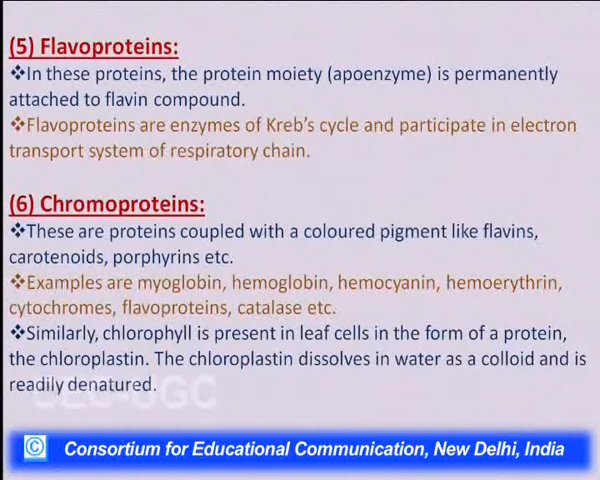 (5) Flavoproteins:
❖In these proteins, the protein moiety (apoenzyme) is permanently
attached to flavin compound.
❖Flavoproteins are enzymes of Kreb's cycle and participate in electron
transport system of respiratory chain.
(6) Chromoproteins:
❖These are proteins coupled with a coloured pigment like flavins,
carotenoids, porphyrins etc.
❖Examples are myoglobin, hemoglobin, hemocyanin, hemoerythrin,
cytochromes, flavoproteins, catalase etc.
❖Similarly, chlorophyll is present in leaf cells in the form of a protein,
the chloroplastin. The chloroplastin dissolves in water as a colloid and is
readily denatured.
CEC-UGC
© Consortium for Educational Communication, New Delhi, India